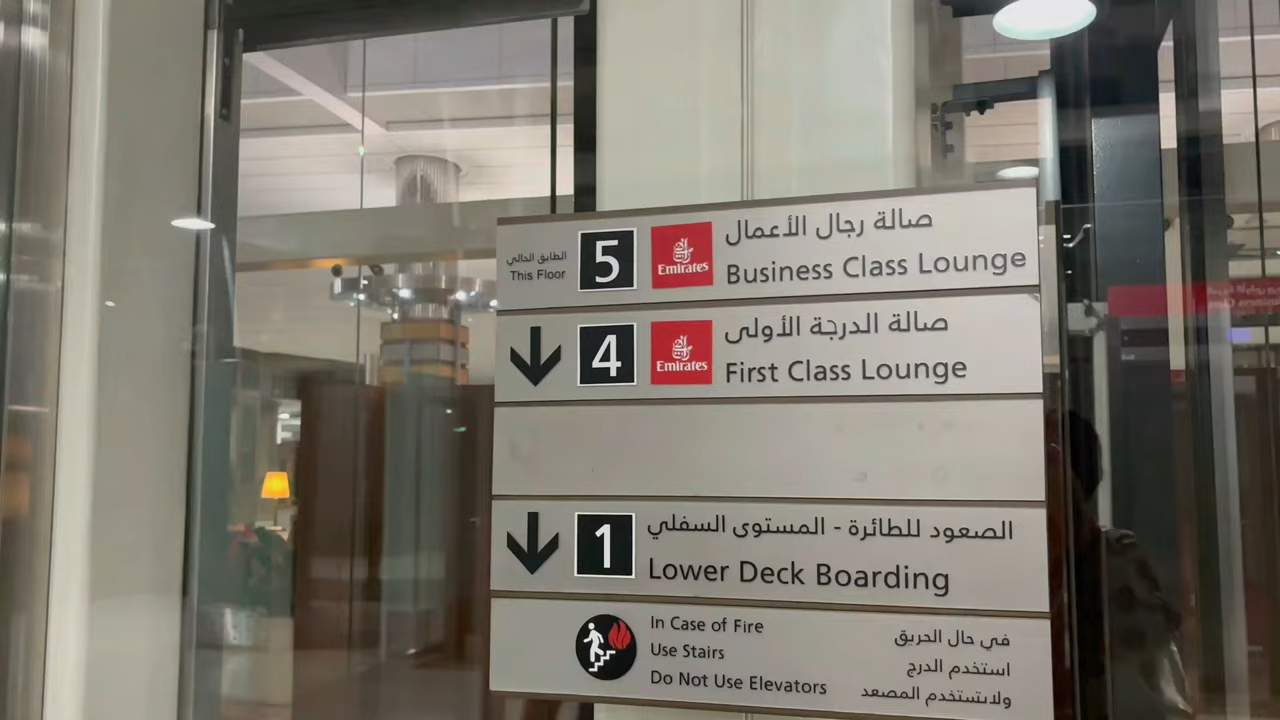 صالة رجال الأعمال
الطابق الحالي
This Floor
5
Emirates
Business Class Lounge
صالة الدرجة الأولى
4
Emirates
First Class Lounge
الصعود للطائرة - المستوى السفلي
1
Lower Deck Boarding
In Case of Fire
Use Stairs
Do Not Use Elevators
في حال الحريق
استخدم الدرج
ولاتستخدم المصعد